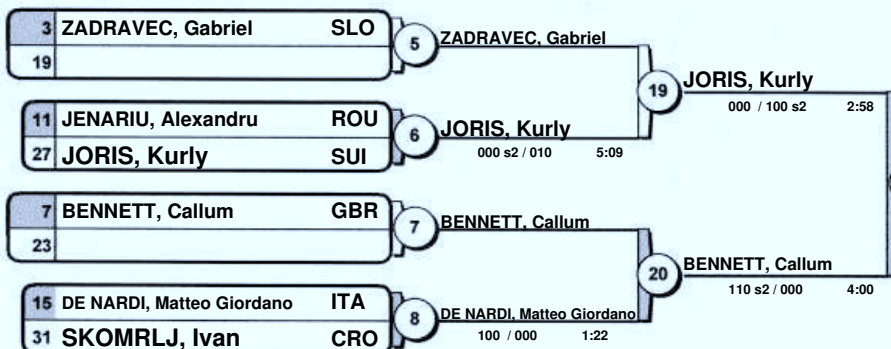 3 ZADRAVEC, Gabriel SLO
19
5
ZADRAVEC, Gabriel
11 JENARIU, Alexandru ROU
27 JORIS, Kurly SUI
6
JORIS, Kurly
000 s2 / 010 5:09
19
JORIS, Kurly
000 / 100 s2 2:58
7 BENNETT, Callum GBR
23
7
BENNETT, Callum
15 DE NARDI, Matteo Giordano ITA
31 SKOMRLJ, Ivan CRO
8
DE NARDI, Matteo Giordano
100 / 000 1:22
20
BENNETT, Callum
110 s2 / 000 4:00